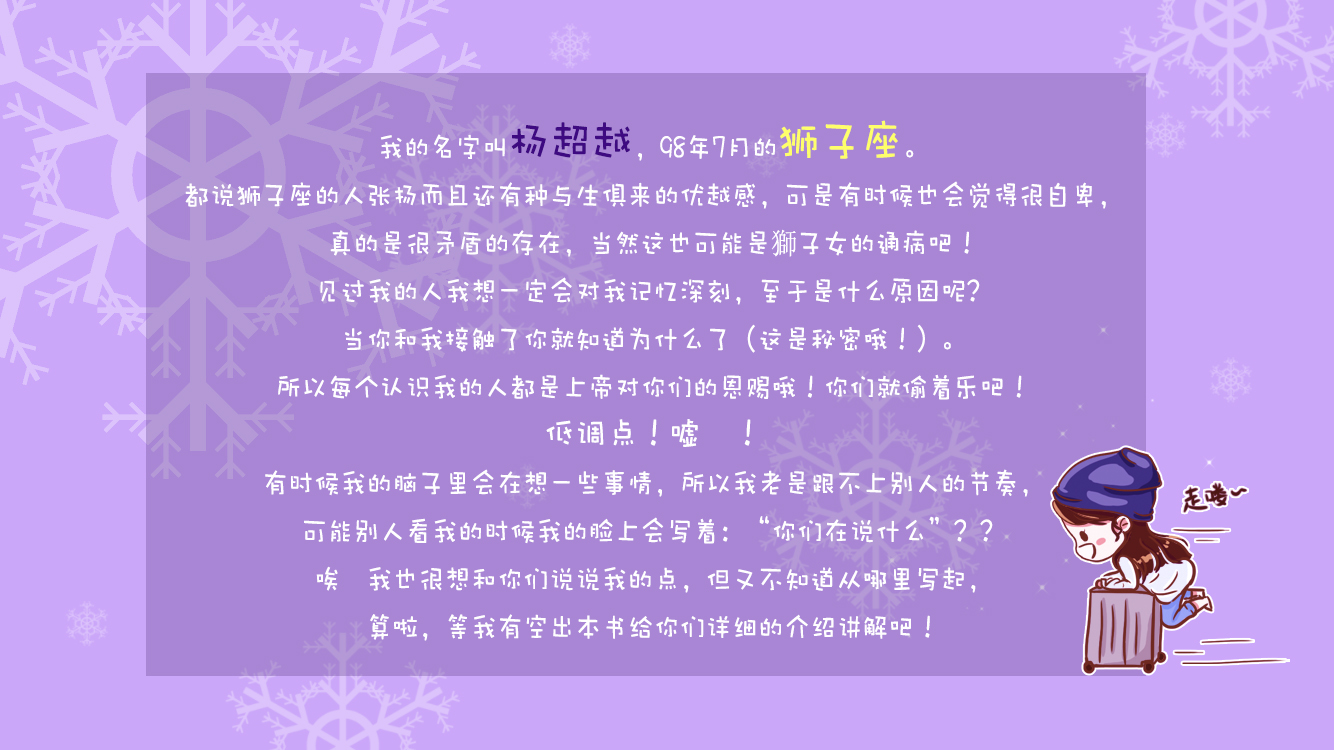 我的名字叫杨超越，98年7月的狮子座。
都说狮子座的人张扬而且还有种与生俱来的优越感，可是有时候也会觉得很自卑，
真的是很矛盾的存在，当然这也可能是獅子女的通病吧！
见过我的人我想一定会对我记忆深刻，至于是什么原因呢？
当你和我接触了你就知道为什么了（这是秘密哦！）。
所以每个认识我的人都是上帝对你们的恩赐哦！你们就偷着乐吧！
低调点！嘘　！
有时候我的脑子里会在想一些事情，所以我老是跟不上别人的节奏，
可能别人看我的时候我的脸上会写着：“你们在说什么”？？
唉　我也很想和你们说说我的点，但又不知道从哪里写起，
算啦，等我有空出本书给你们详细的介绍讲解吧！
走喽~